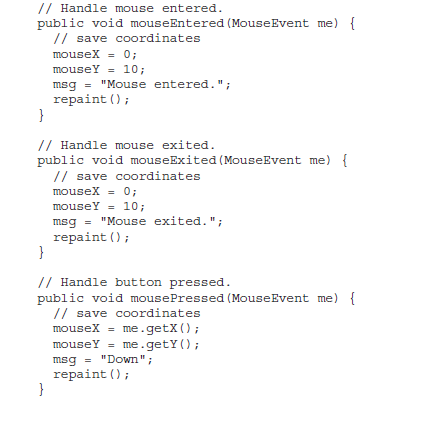 // Handle mouse entered.
public void mouseEntered(MouseEvent me) {
// save coordinates
mouseX = 0;
mouseY = 10;
msg = "Mouse entered.";
repaint();
}
// Handle mouse exited.
public void mouseExited(MouseEvent me) {
// save coordinates
mouseX = 0;
mouseY = 10;
msg = "Mouse exited.";
repaint();
}
// Handle button pressed.
public void mousePressed(MouseEvent me) {
// save coordinates
mouseX = me.getX();
mouseY = me.getY();
msg = "Down";
repaint();
}